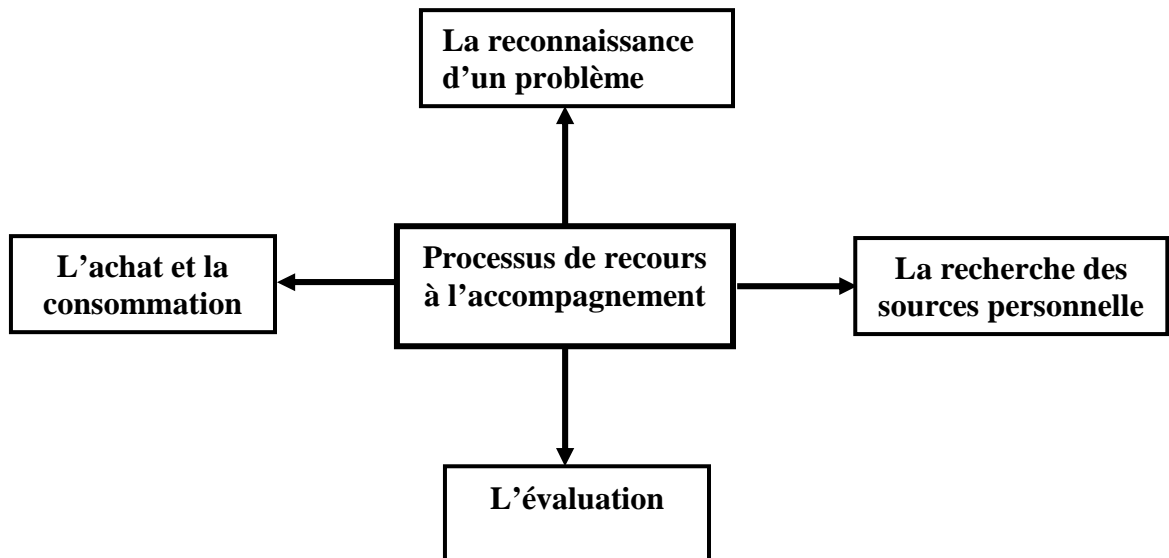 La reconnaissance
d’un problème
L’achat et la
consommation
Processus de recours
à l’accompagnement
La recherche des
sources personnelle
L’évaluation